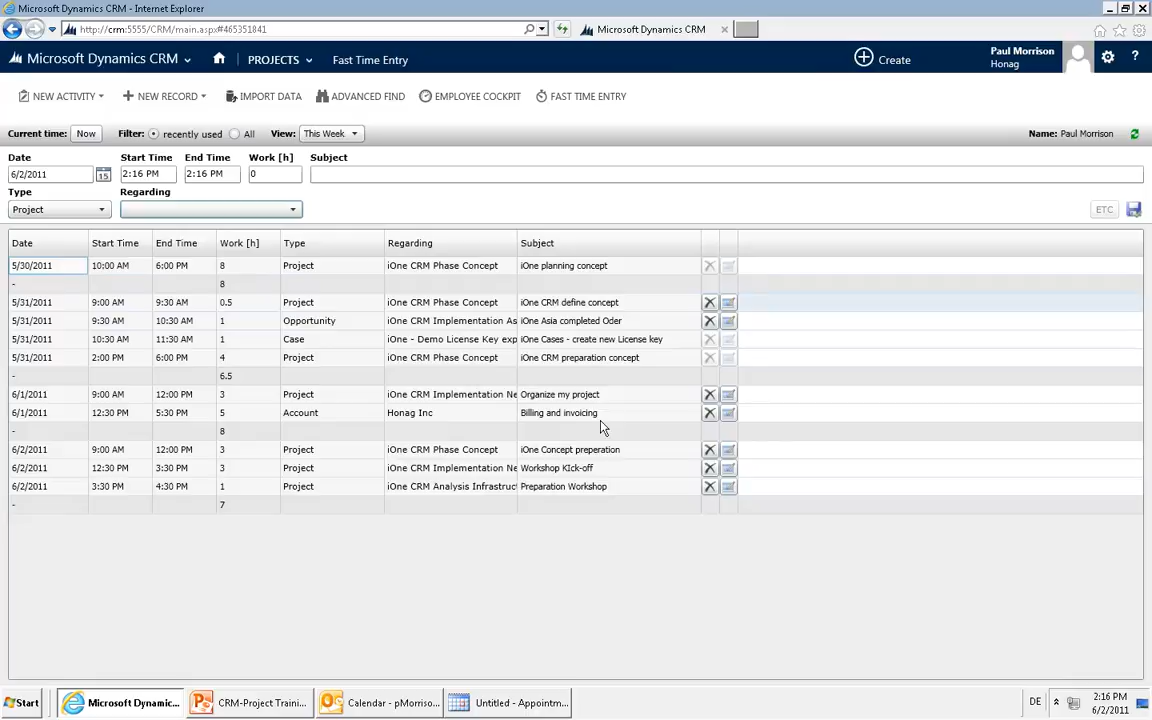 Microsoft Dynamics CRM - Internet Explorer
http://crm:5555/CRM/main.aspx#465351841
Microsoft Dynamics CRM
Microsoft Dynamics CRM
PROJECTS
Fast Time Entry
Create
Paul Morrison
Honag
?
NEW ACTIVITY
NEW RECORD
IMPORT DATA
ADVANCED FIND
EMPLOYEE COCKPIT
FAST TIME ENTRY
Current time: Now Filter: recently used All View: This Week Name: Paul Morrison
Date Start Time End Time Work [h] Subject
6/2/2011 15 2:16 PM 2:16 PM 0
Type Regarding
Project ETC
Date Start Time End Time Work [h] Type Regarding Subject
5/30/2011 10:00 AM 6:00 PM 8 Project iOne CRM Phase Concept iOne planning concept
- 8
5/31/2011 9:00 AM 9:30 AM 0.5 Project iOne CRM Phase Concept iOne CRM define concept
5/31/2011 9:30 AM 10:30 AM 1 Opportunity iOne CRM Implementation As iOne Asia completed Oder
5/31/2011 10:30 AM 11:30 AM 1 Case iOne - Demo License Key exp iOne Cases - create new License key
5/31/2011 2:00 PM 6:00 PM 4 Project iOne CRM Phase Concept iOne CRM preparation concept
- 6.5
6/1/2011 9:00 AM 12:00 PM 3 Project iOne CRM Implementation Ne Organize my project
6/1/2011 12:30 PM 5:30 PM 5 Account Honag Inc Billing and invoicing
- 8
6/2/2011 9:00 AM 12:00 PM 3 Project iOne CRM Phase Concept iOne Concept preperation
6/2/2011 12:30 PM 3:30 PM 3 Project iOne CRM Implementation Ne Workshop KIck-off
6/2/2011 3:30 PM 4:30 PM 1 Project iOne CRM Analysis Infrastruc Preparation Workshop
- 7
Start
Microsoft Dynamic...
CRM-Project Traini...
Calendar - pMorriso...
Untitled - Appointm...
DE
2:16 PM
6/2/2011